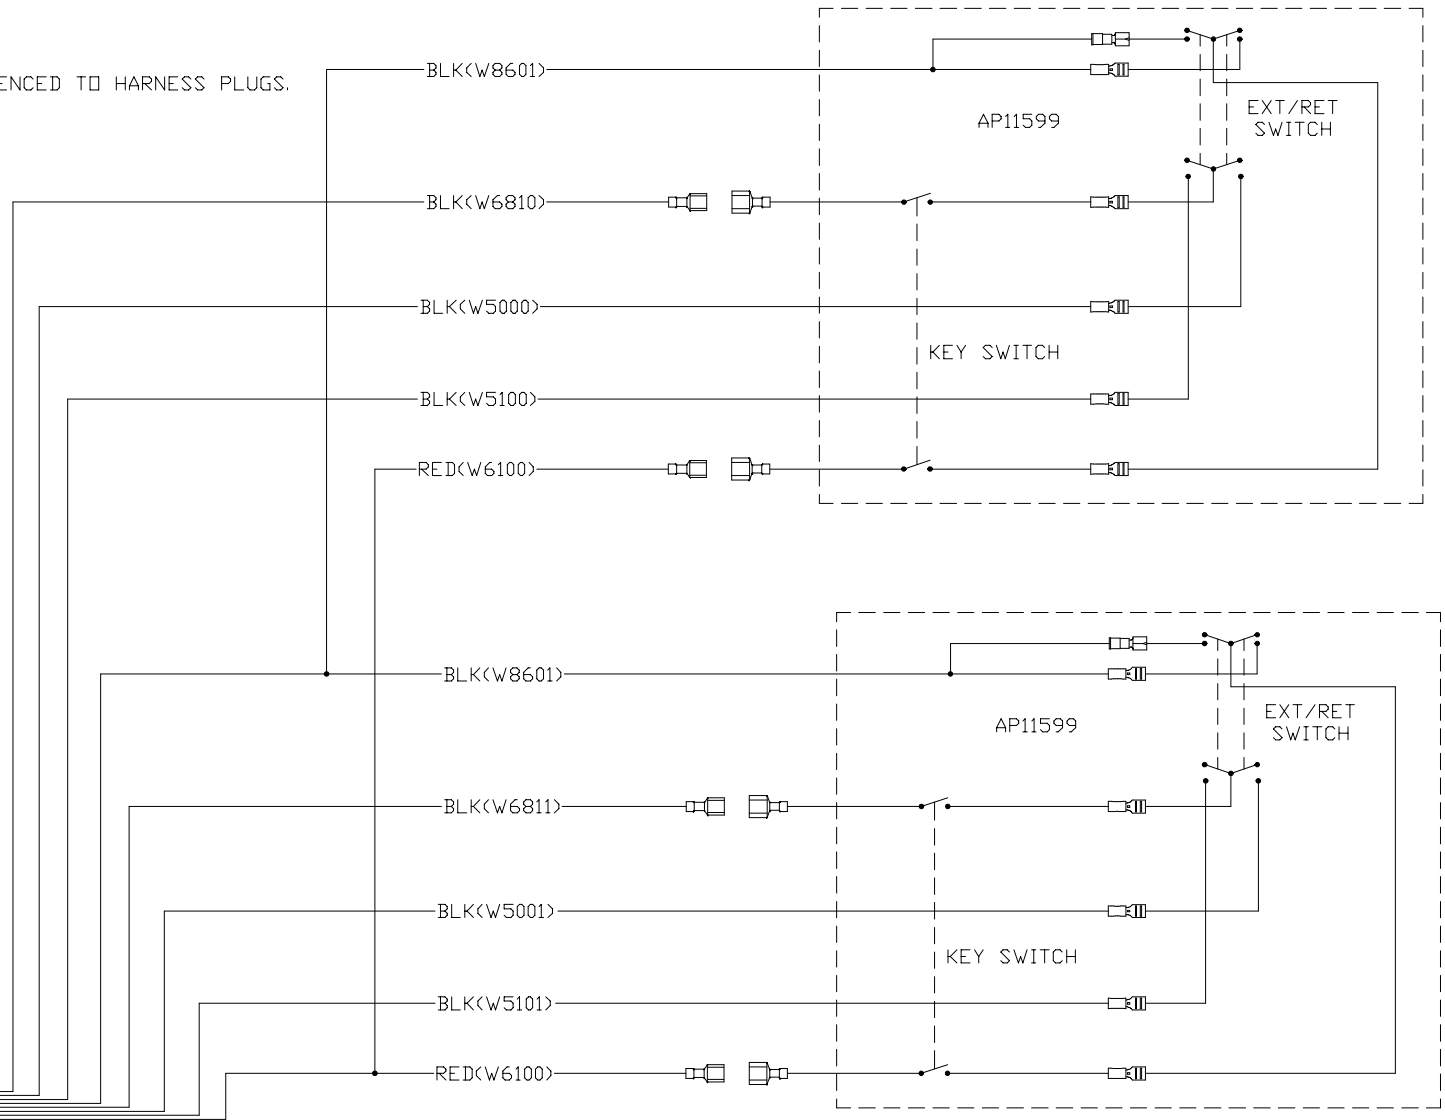 ENCED TO HARNESS PLUGS.
BLK(W8601)
AP11599
EXT/RET
SWITCH
BLK(W6810)
BLK(W5000)
KEY SWITCH
BLK(W5100)
RED(W6100)
BLK(W8601)
AP11599
EXT/RET
SWITCH
BLK(W6811)
BLK(W5001)
KEY SWITCH
BLK(W5101)
RED(W6100)